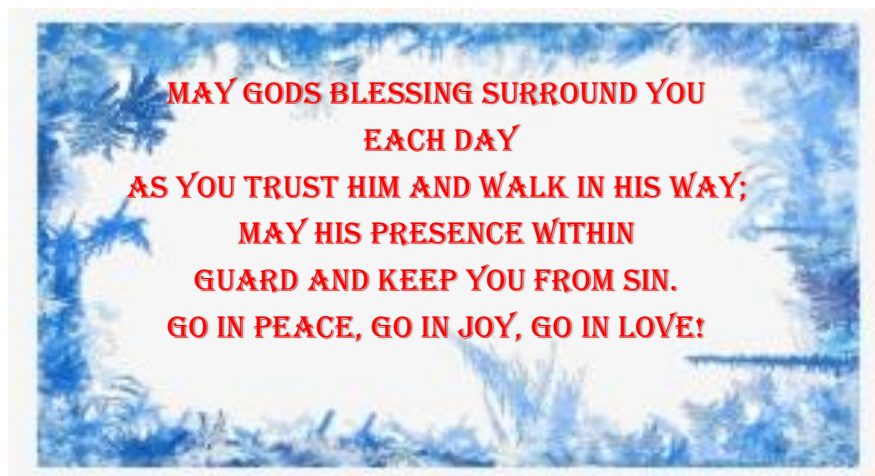 MAY GODS BLESSING SURROUND YOU
EACH DAY
AS YOU TRUST HIM AND WALK IN HIS WAY;
MAY HIS PRESENCE WITHIN
GUARD AND KEEP YOU FROM SIN.
GO IN PEACE, GO IN JOY, GO IN LOVE!